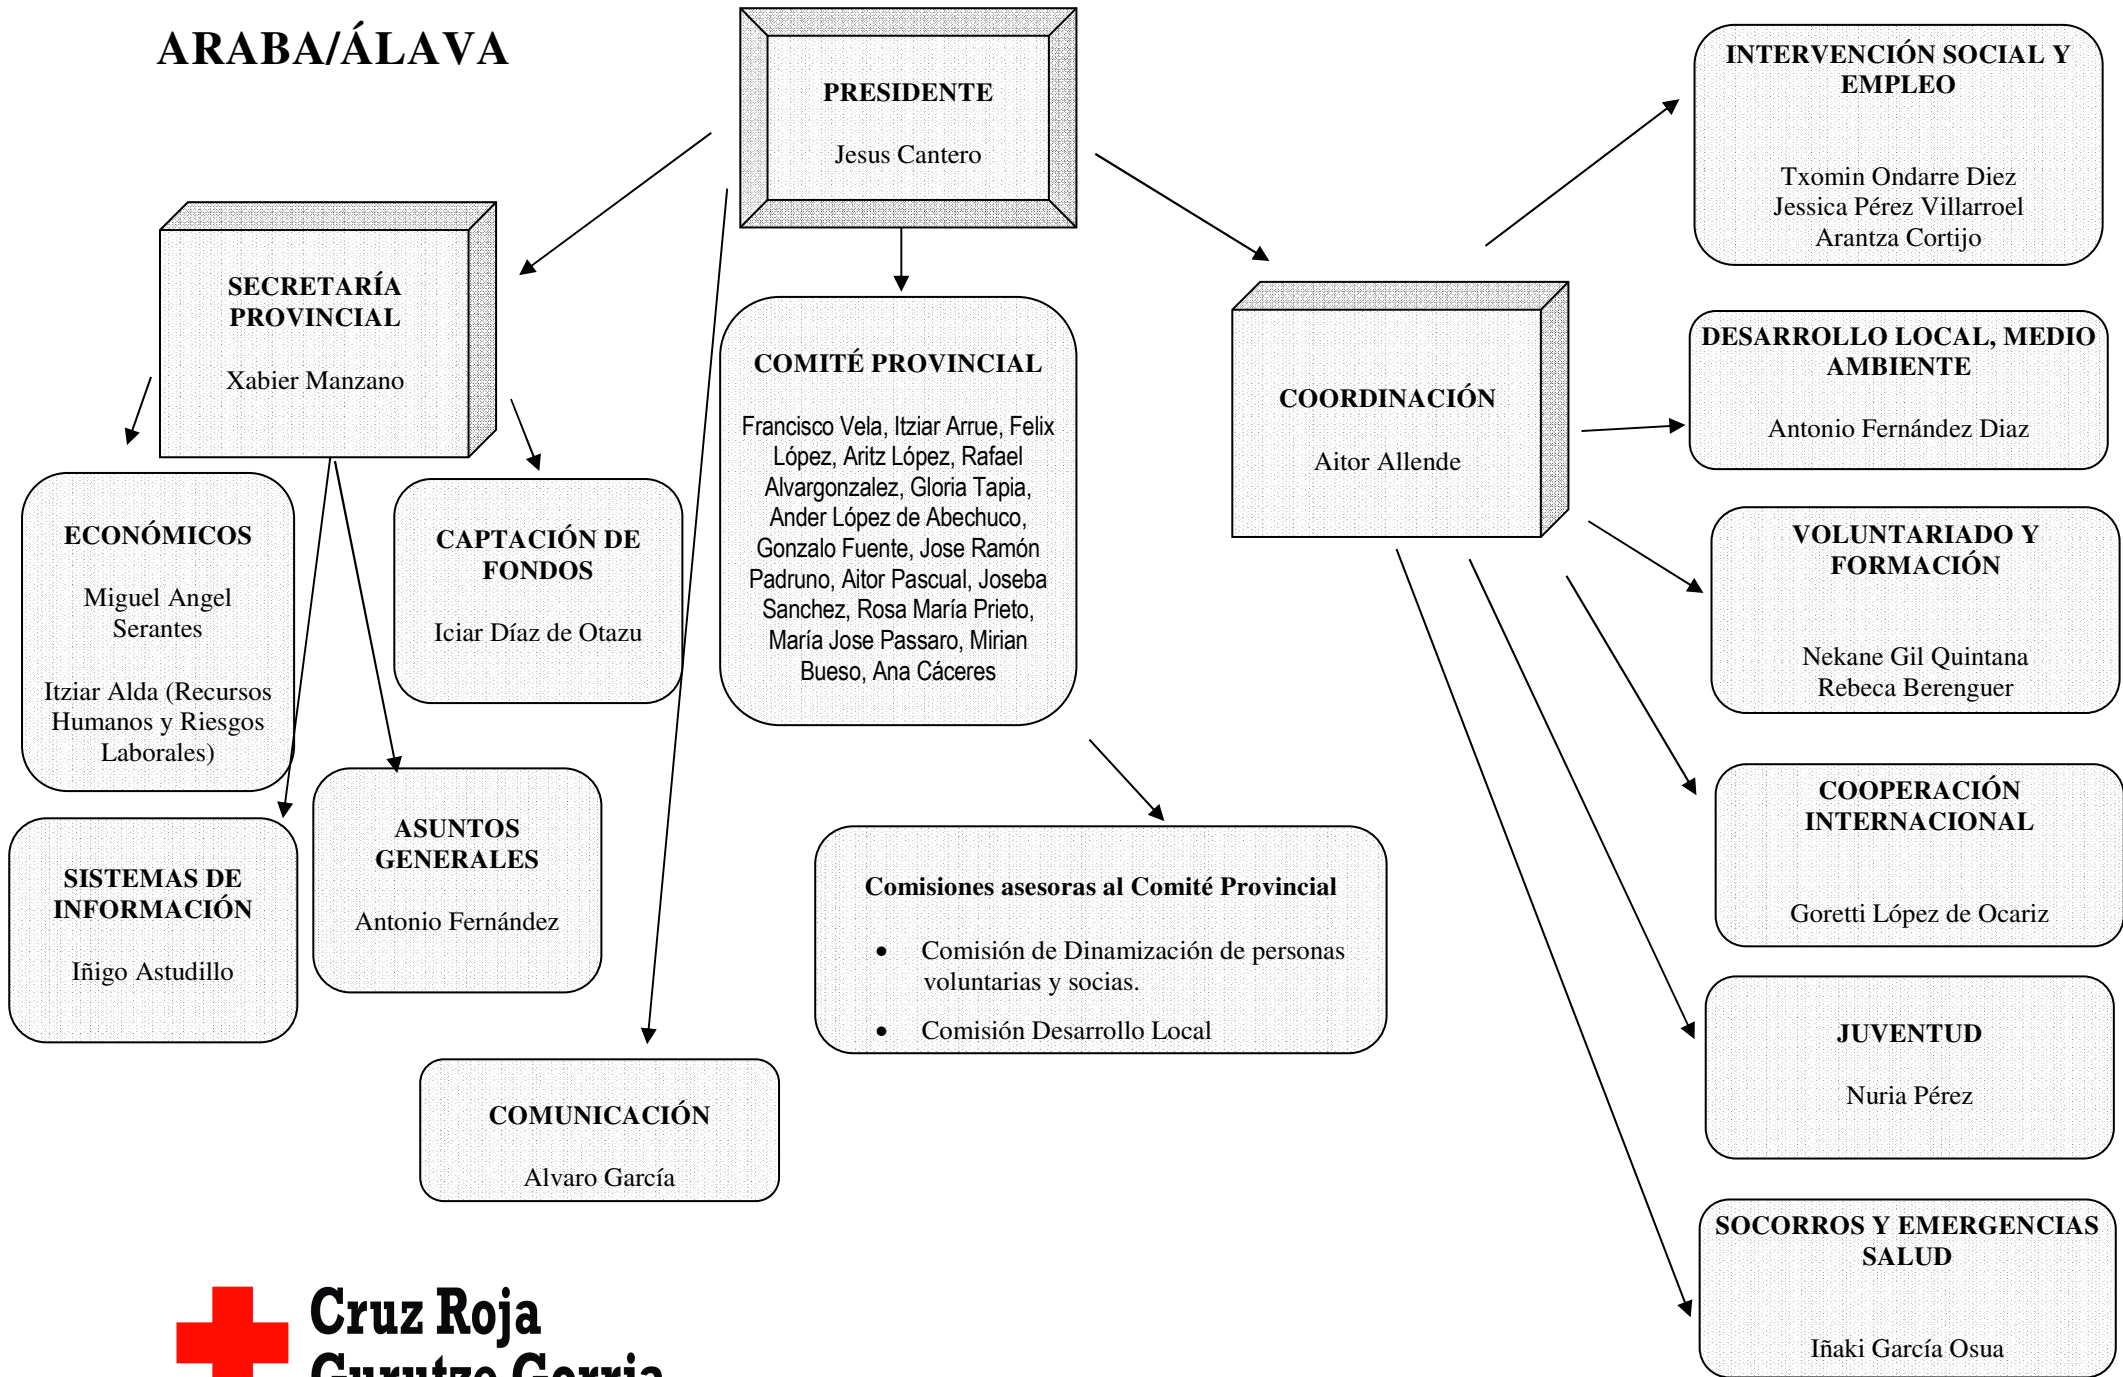 ARABA/ÁLAVA
PRESIDENTE
Jesus Cantero
SECRETARÍA
PROVINCIAL
Xabier Manzano
ECONÓMICOS
Miguel Angel
Serantes
Itziar Alda (Recursos
Humanos y Riesgos
Laborales)
CAPTACIÓN DE
FONDOS
Iciar Díaz de Otazu
SISTEMAS DE
INFORMACIÓN
Iñigo Astudillo
ASUNTOS
GENERALES
Antonio Fernández
COMUNICACIÓN
Alvaro García
COMITÉ PROVINCIAL
Francisco Vela, Itziar Arrue, Felix
López, Aritz López, Rafael
Alvargonzalez, Gloria Tapia,
Ander López de Abechuco,
Gonzalo Fuente, Jose Ramón
Padruno, Aitor Pascual, Joseba
Sanchez, Rosa María Prieto,
María Jose Passaro, Mirian
Bueso, Ana Cáceres
Comisiones asesoras al Comité Provincial
• Comisión de Dinamización de personas
voluntarias y socias.
• Comisión Desarrollo Local
COORDINACIÓN
Aitor Allende
INTERVENCIÓN SOCIAL Y
EMPLEO
Txomin Ondarre Diez
Jessica Pérez Villarroel
Arantza Cortijo
DESARROLLO LOCAL, MEDIO
AMBIENTE
Antonio Fernández Diaz
VOLUNTARIADO Y
FORMACIÓN
Nekane Gil Quintana
Rebeca Berenguer
COOPERACIÓN
INTERNACIONAL
Goretti López de Ocariz
JUVENTUD
Nuria Pérez
SOCORROS Y EMERGENCIAS
SALUD
Iñaki García Osua
Cruz Roja
Gurutze Gorria